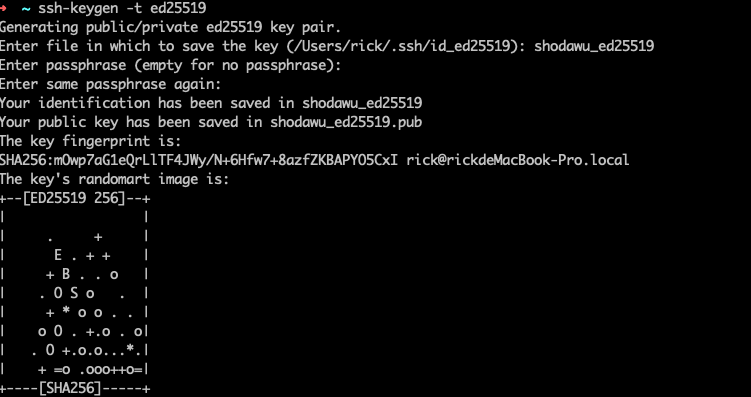 ➜  ~ ssh-keygen -t ed25519
Generating public/private ed25519 key pair.
Enter file in which to save the key (/Users/rick/.ssh/id_ed25519): shodawu_ed25519
Enter passphrase (empty for no passphrase):
Enter same passphrase again:
Your identification has been saved in shodawu_ed25519
Your public key has been saved in shodawu_ed25519.pub
The key fingerprint is:
SHA256:mOwp7aG1eQrLlTF4JWy/N+6Hfw7+8azfZKBAPYO5CxI rick@rickdeMacBook-Pro.local
The key's randomart image is:
+--[ED25519 256]--+
|                 |
|     .     +     |
|      E . + +    |
|     + B . . o   |
|    . O S o   .  |
|     + * o o . . |
|    o O . +.o . o|
|   . O +.o.o...*.|
|    + =o .ooo++o=|
+----[SHA256]-----+